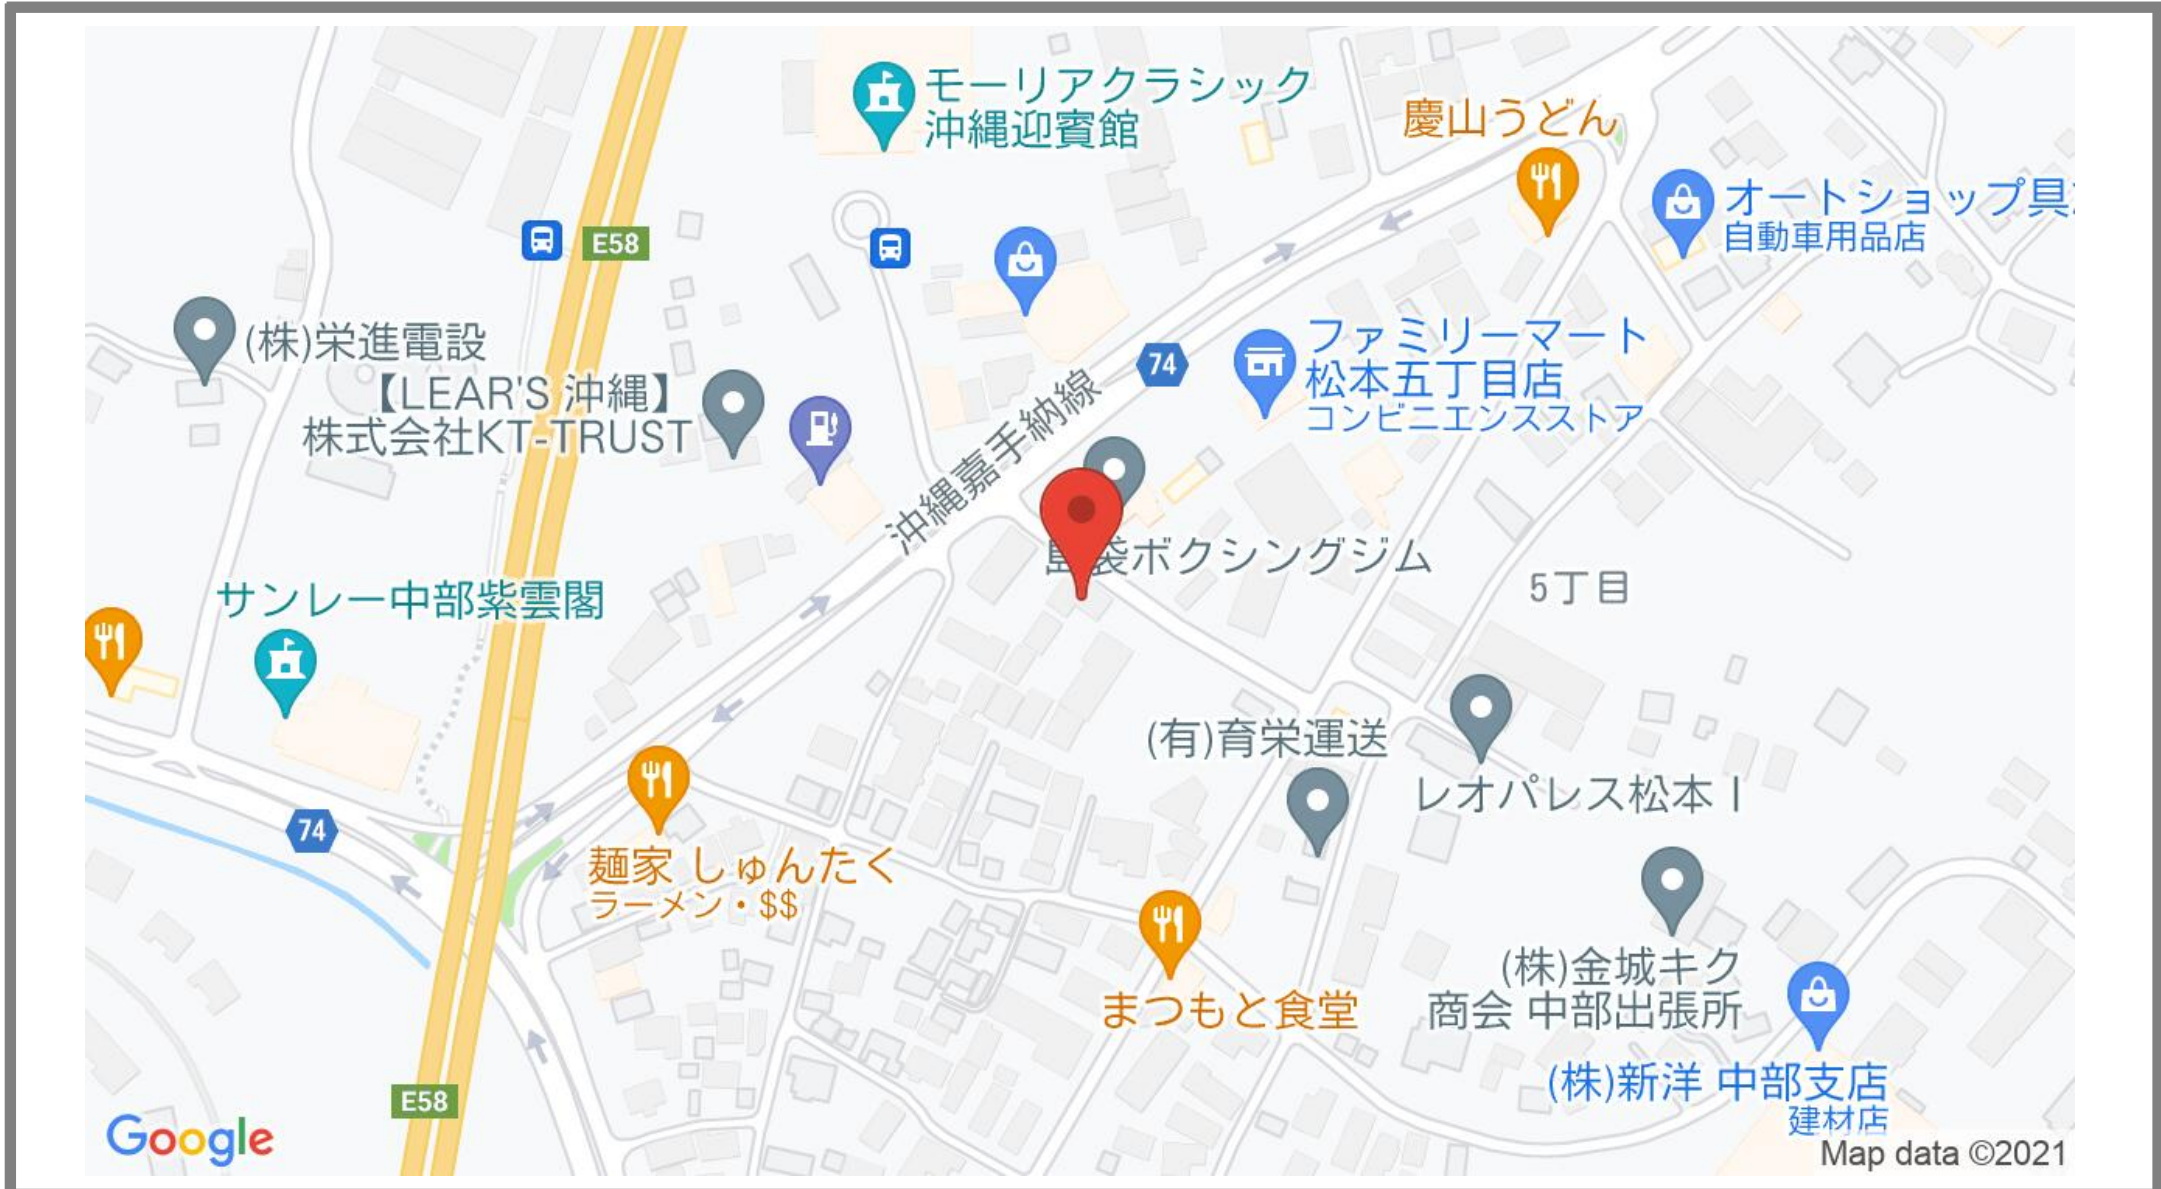 モーリアクラシック
沖縄迎賓館
慶山うどん
オートショップ具
自動車用品店
E58
(株)栄進電設
【LEAR'S 沖縄】
株式会社KT-TRUST
74
沖縄嘉手納線
ファミリーマート
松本五丁目店
コンビニエンスストア
島袋ボクシングジム
5丁目
サンレー中部紫雲閣
(有)育栄運送
レオパレス松本Ⅰ
74
麺家 しゅんたく
ラーメン・$$
まつもと食堂
(株)金城キク
商会 中部出張所
(株)新洋 中部支店
建材店
E58
Google
Map data ©2021